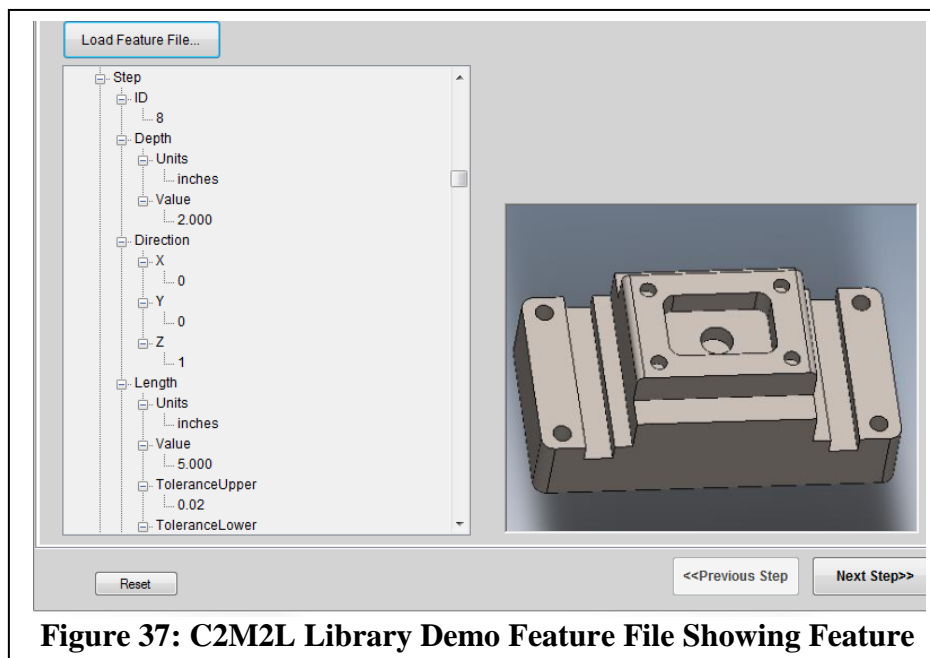 Load Feature File...
Step
ID
8
Depth
Units
inches
Value
2.000
Direction
X
0
Y
0
Z
1
Length
Units
inches
Value
5.000
ToleranceUpper
0.02
ToleranceLower
Reset
<<Previous Step
Next Step>>
Figure 37: C2M2L Library Demo Feature File Showing Feature